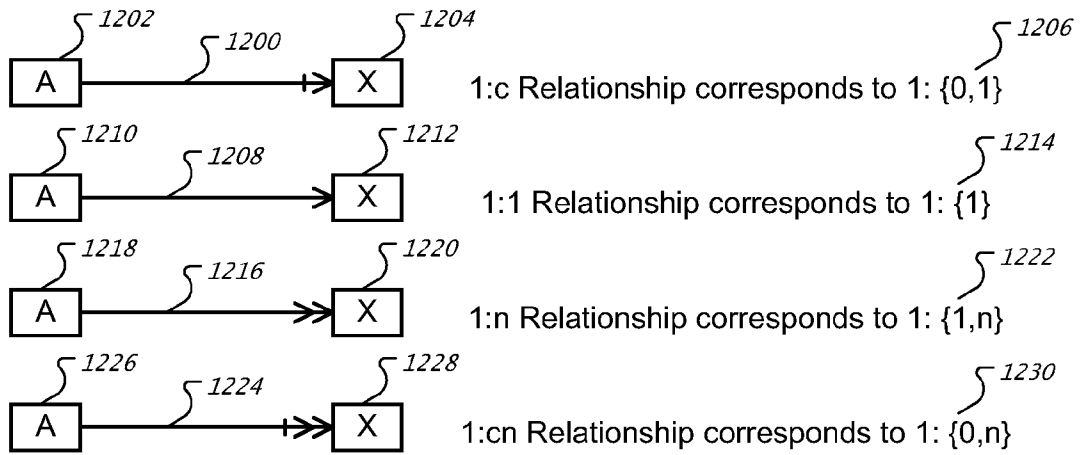 1202 1200 1204 1206
A X 1:c Relationship corresponds to 1: {0,1}
1210 1208 1212 1214
A X 1:1 Relationship corresponds to 1: {1}
1218 1216 1220 1222
A X 1:n Relationship corresponds to 1: {1,n}
1226 1224 1228 1230
A X 1:cn Relationship corresponds to 1: {0,n}